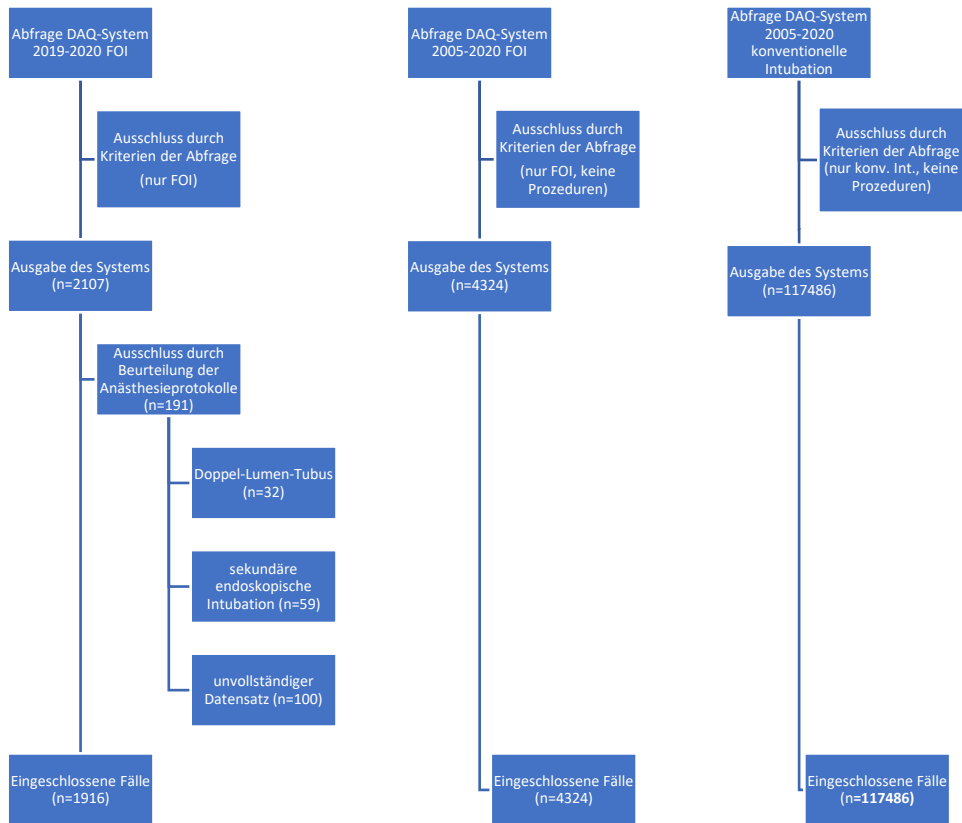 Abfrage DAQ-System
2019-2020 FOI
Ausschluss durch
Kriterien der Abfrage
(nur FOI)
Ausgabe des Systems
(n=2107)
Ausschluss durch
Beurteilung der
Anästhesieprotokolle
(n=191)
Doppel-Lumen-Tubus
(n=32)
sekundäre
endoskopische
Intubation (n=59)
unvollständiger
Datensatz (n=100)
Eingeschlossene Fälle
(n=1916)
Abfrage DAQ-System
2005-2020 FOI
Ausschluss durch
Kriterien der Abfrage
(nur FOI, keine
Prozeduren)
Ausgabe des Systems
(n=4324)
Eingeschlossene Fälle
(n=4324)
Abfrage DAQ-System
2005-2020
konventionelle
Intubation
Ausschluss durch
Kriterien der Abfrage
(nur konv. Int., keine
Prozeduren)
Ausgabe des Systems
(n=117486)
Eingeschlossene Fälle
(n=117486)